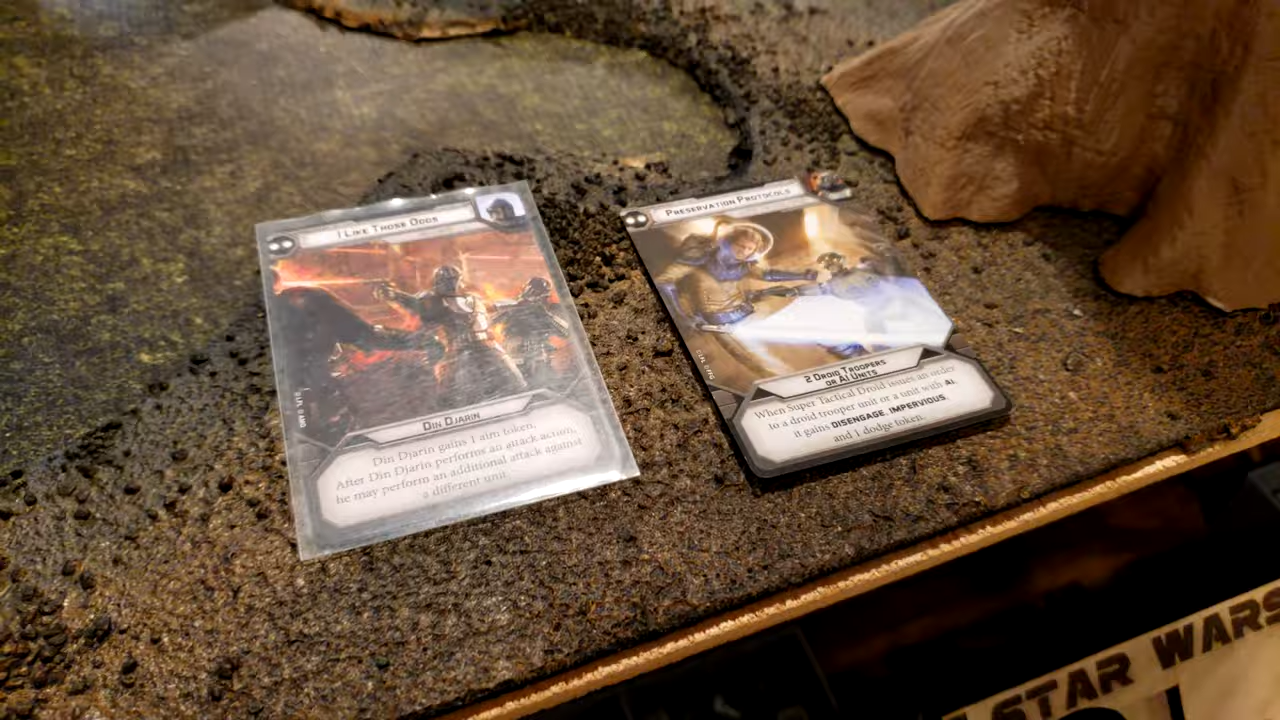 I Like Those Odds
Din Djarin
Din Djarin gains 1 aim token.
After Din Djarin performs an attack action,
he may perform an additional attack against
a different unit.
Preservation Protocols
2 Droid Troopers
or AI Units
When Super Tactical Droid issues an order
to a droid trooper unit or a unit with AI,
it gains DISENGAGE, IMPERVIOUS,
and 1 dodge token.
STAR WARS